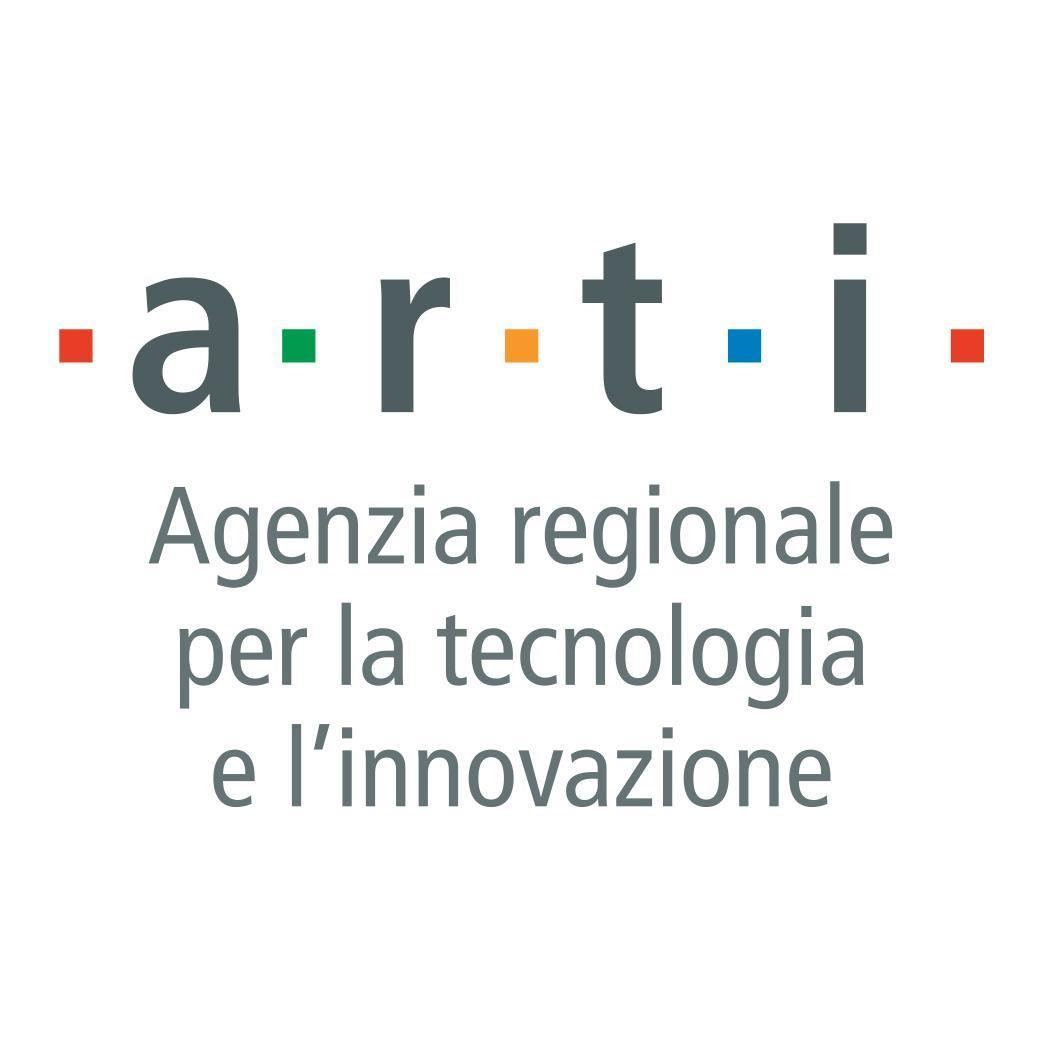 a r t i
Agenzia regionale
per la tecnologia
e l’innovazione